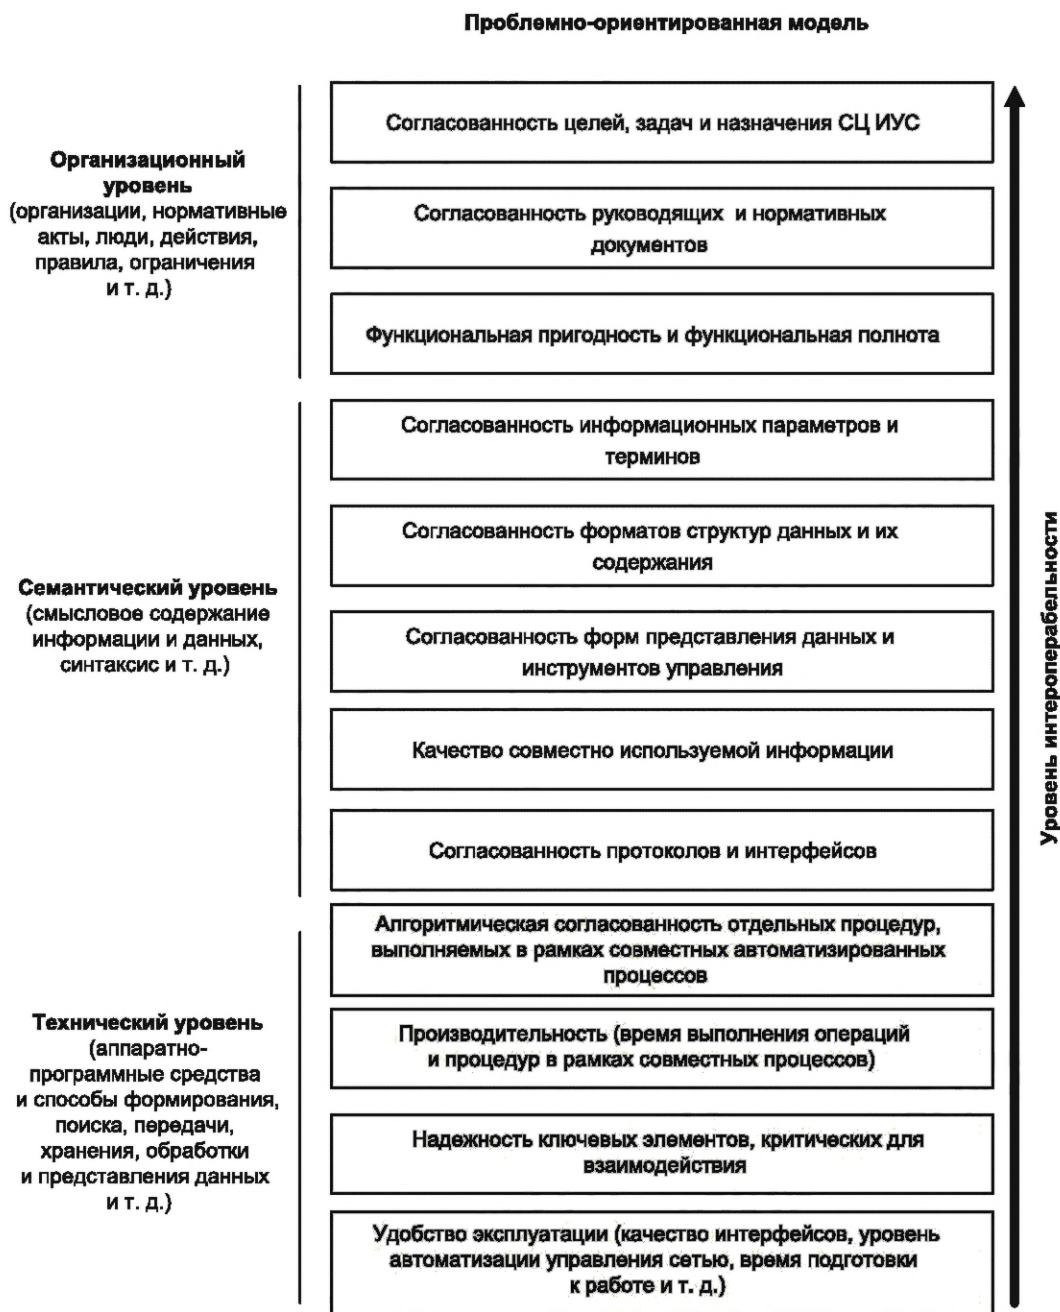 Проблемно-ориентированная модель
Организационный
уровень
(организации, нормативные
акты, люди, действия,
правила, ограничения
и т. д.)
Согласованность целей, задач и назначения СЦ ИУС
Согласованность руководящих и нормативных
документов
Функциональная пригодность и функциональная полнота
Семантический уровень
(смысловое содержание
информации и данных,
синтаксис и т. д.)
Согласованность информационных параметров и
терминов
Согласованность форматов структур данных и их
содержания
Согласованность форм представления данных и
инструментов управления
Качество совместно используемой информации
Согласованность протоколов и интерфейсов
Технический уровень
(аппаратно-
программные средства
и способы формирования,
поиска, передачи,
хранения, обработки
и представления данных
и т. д.)
Алгоритмическая согласованность отдельных процедур,
выполняемых в рамках совместных автоматизированных
процессов
Производительность (время выполнения операций
и процедур в рамках совместных процессов)
Надежность ключевых элементов, критических для
взаимодействия
Удобство эксплуатации (качество интерфейсов, уровень
автоматизации управления сетью, время подготовки
к работе и т. д.)
Уровень интероперабельности